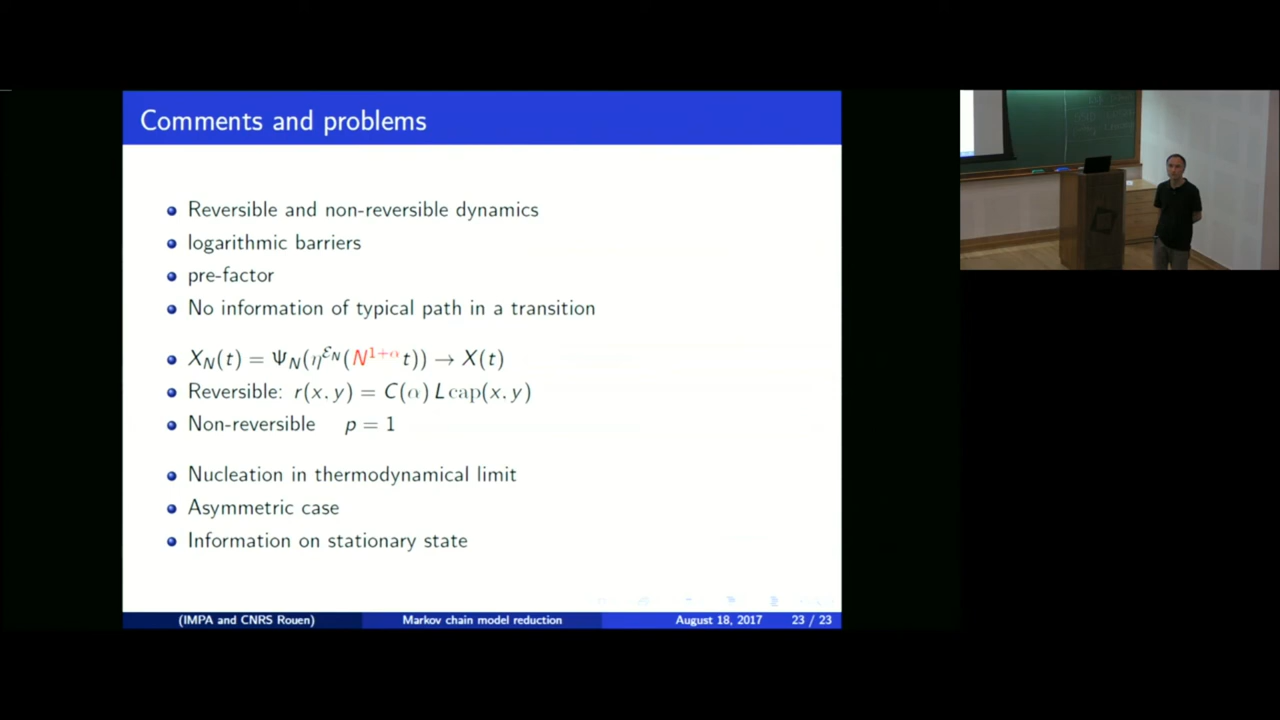 Comments and problems
Reversible and non-reversible dynamics
logarithmic barriers
pre-factor
No information of typical path in a transition
X_N(t) = Ψ_N(η^{ℰ_N}(N^{1+α}t)) → X(t)
Reversible: r(x, y) = C(α) L cap(x, y)
Non-reversible p = 1
Nucleation in thermodynamical limit
Asymmetric case
Information on stationary state
(IMPA and CNRS Rouen) Markov chain model reduction August 18, 2017 23 / 23